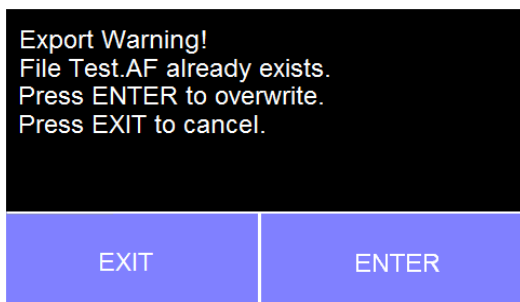 Export Warning!
File Test.AF already exists.
Press ENTER to overwrite.
Press EXIT to cancel.
EXIT
ENTER